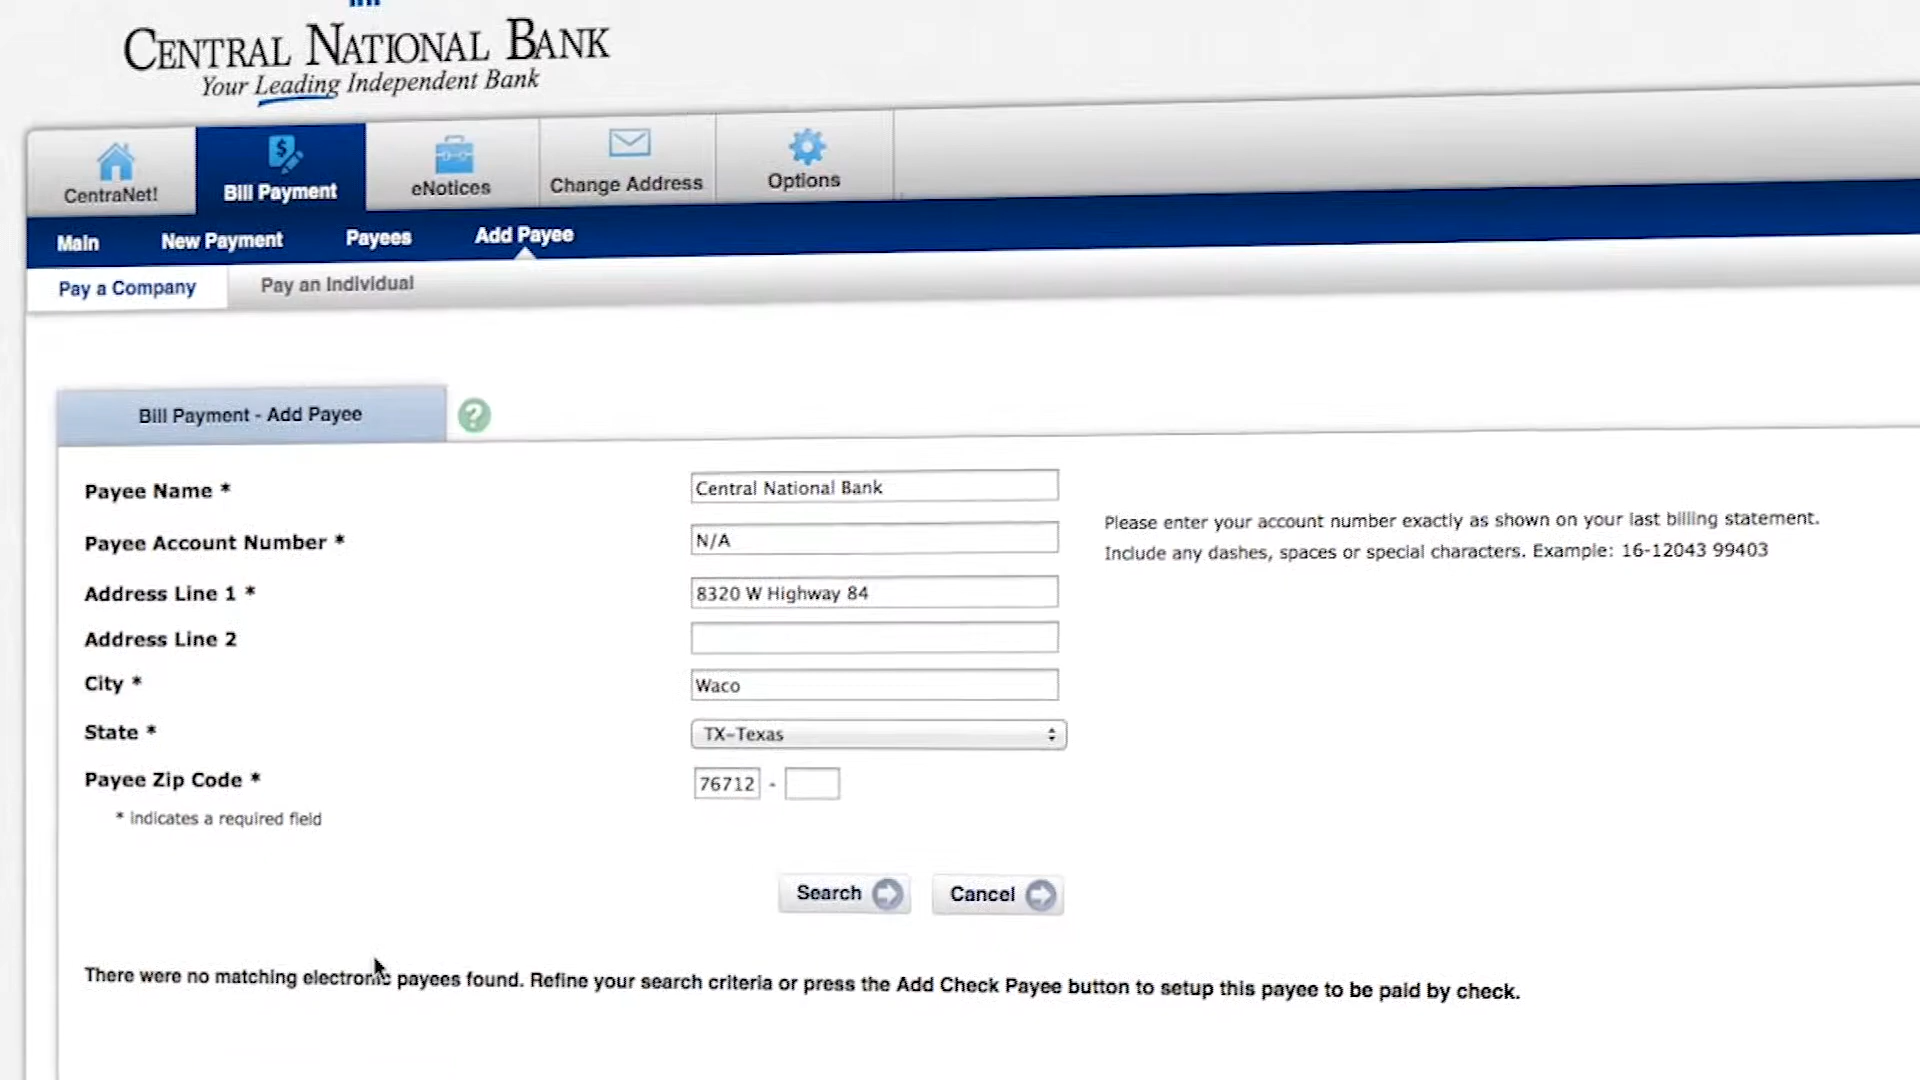 CENTRAL NATIONAL BANK
Your Leading Independent Bank
CentraNet!
Bill Payment
eNotices
Change Address
Options
Main
New Payment
Payees
Add Payee
Pay a Company
Pay an Individual
Bill Payment - Add Payee
?
Payee Name *
Central National Bank
Payee Account Number *
N/A
Please enter your account number exactly as shown on your last billing statement.
Include any dashes, spaces or special characters. Example: 16-12043 99403
Address Line 1 *
8320 W Highway 84
Address Line 2
City *
Waco
State *
TX-Texas
Payee Zip Code *
76712 -
* indicates a required field
Search
Cancel
There were no matching electronic payees found. Refine your search criteria or press the Add Check Payee button to setup this payee to be paid by check.